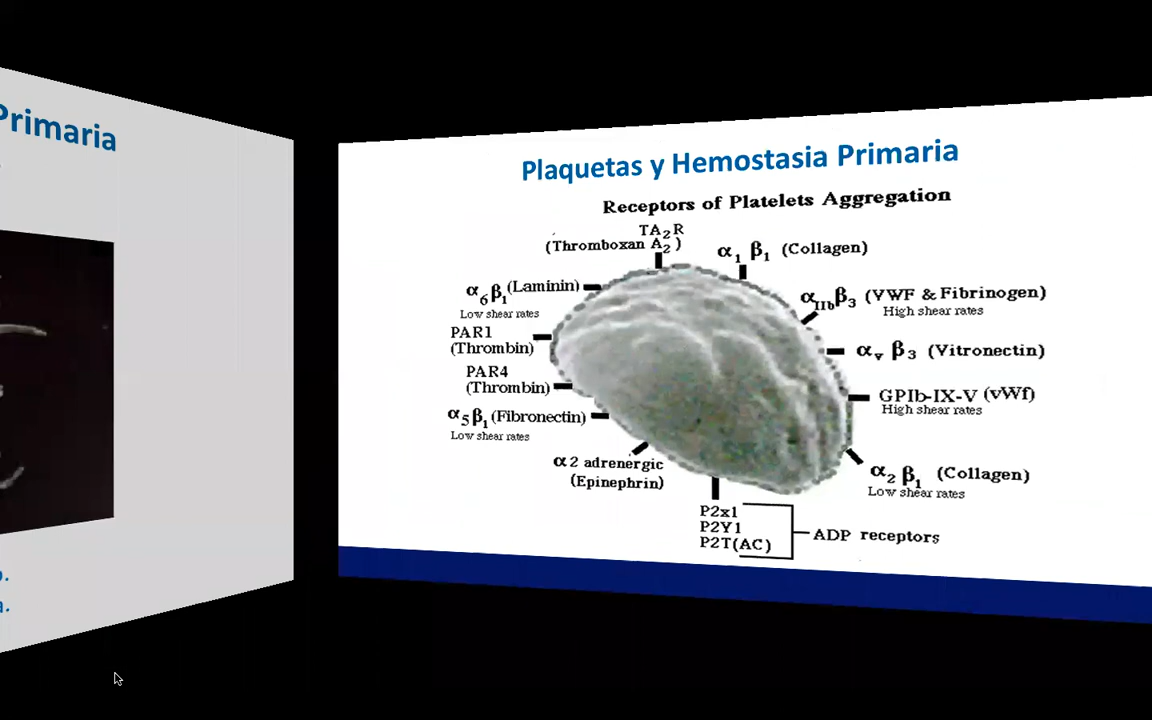 Primaria
o.
a.
Plaquetas y Hemostasia Primaria
Receptors of Platelets Aggregation
TA2R
(Thromboxan A2)
α1 β1 (Collagen)
α6 β1 (Laminin)
Low shear rates
αIIb β3 (VWF & Fibrinogen)
High shear rates
PAR1
(Thrombin)
αv β3 (Vitronectin)
PAR4
(Thrombin)
GPIb-IX-V (vWf)
High shear rates
α5 β1 (Fibronectin)
Low shear rates
α2 adrenergic
(Epinephrin)
α2 β1 (Collagen)
Low shear rates
P2x1
P2Y1
P2T(AC)
ADP receptors